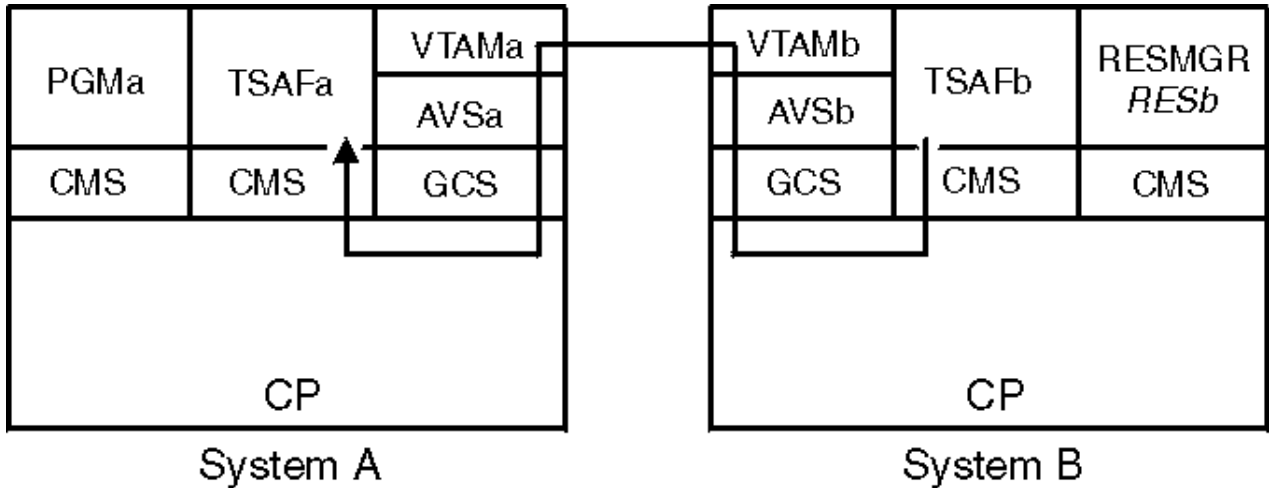 PGMa
TSAFa
VTAMa
AVSa
CMS
CMS
GCS
CP
System A
VTAMb
AVSb
TSAFb
RESMGR
RESb
GCS
CMS
CMS
CP
System B